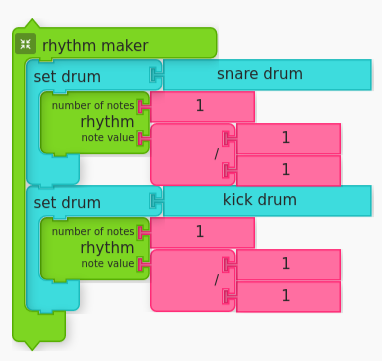 rhythm maker
set drum snare drum
number of notes 1
rhythm
note value / 1
1
set drum kick drum
number of notes 1
rhythm
note value / 1
1